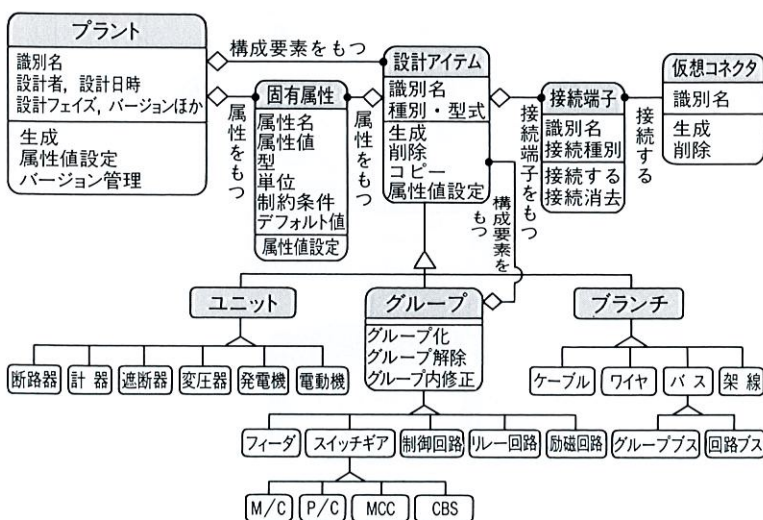 プラント
識別名
設計者,設計日時
設計フェイズ,バージョンほか
生成
属性値設定
バージョン管理
構成要素をもつ
属性をもつ
固有属性
属性名
属性値
型
単位
制約条件
デフォルト値
属性値設定
属性をもつ
設計アイテム
識別名
種別・型式
生成
削除
コピー
属性値設定
接続端子をもつ
構成要素を
もつ
接続端子
識別名
接続種別
接続する
接続消去
接続する
仮想コネクタ
識別名
生成
削除
ユニット
グループ
グループ化
グループ解除
グループ内修正
ブランチ
断路器
計器
遮断器
変圧器
発電機
電動機
ケーブル
ワイヤ
バス
架線
フィーダ
スイッチギア
制御回路
リレー回路
励磁回路
グループブス
回路ブス
M/C
P/C
MCC
CBS